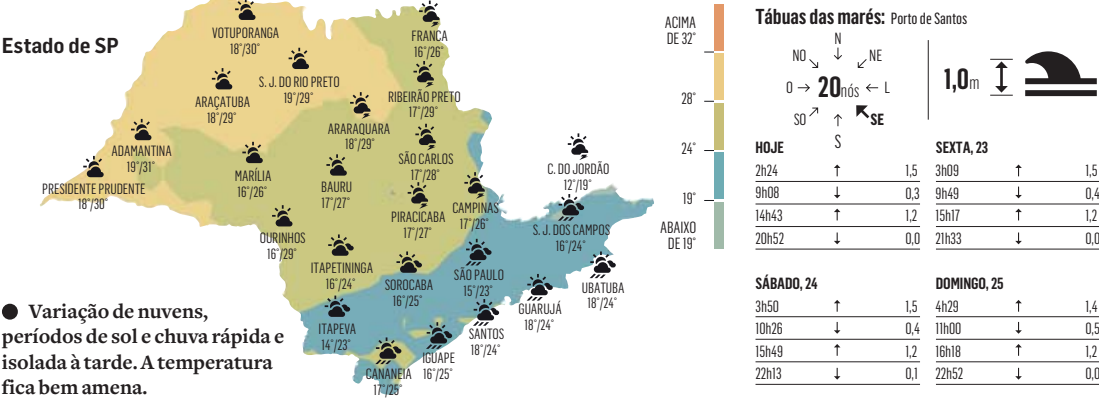 Estado de SP
VOTUPORANGA
18°/30°
FRANCA
16°/26°
S. J. DO RIO PRETO
19°/29°
ARAÇATUBA
18°/29°
RIBEIRÃO PRETO
17°/29°
ARARAQUARA
18°/29°
ADAMANTINA
19°/31°
SÃO CARLOS
17°/28°
PRESIDENTE PRUDENTE
18°/30°
MARÍLIA
16°/26°
BAURU
17°/27°
C. DO JORDÃO
12°/19°
PIRACICABA
17°/27°
CAMPINAS
17°/26°
OURINHOS
16°/29°
S. J. DOS CAMPOS
16°/24°
ITAPETININGA
16°/24°
SOROCABA
16°/25°
SÃO PAULO
15°/23°
UBATUBA
18°/24°
GUARUJÁ
18°/24°
ITAPEVA
14°/23°
SANTOS
18°/24°
IGUAPE
16°/25°
CANANEIA
17°/25°
● Variação de nuvens,
períodos de sol e chuva rápida e
isolada à tarde. A temperatura
fica bem amena.
ACIMA
DE 32°
28°
24°
19°
ABAIXO
DE 19°
Tábuas das marés: Porto de Santos
N
NO ↓ NE
O → 20nós ← L
SO ↑ SE
S
1,0m
HOJE
2h24 ↑ 1,5
9h08 ↓ 0,3
14h43 ↑ 1,2
20h52 ↓ 0,0
SEXTA, 23
3h09 ↑ 1,5
9h49 ↓ 0,4
15h17 ↑ 1,2
21h33 ↓ 0,0
SÁBADO, 24
3h50 ↑ 1,5
10h26 ↓ 0,4
15h49 ↑ 1,2
22h13 ↓ 0,1
DOMINGO, 25
4h29 ↑ 1,4
11h00 ↓ 0,5
16h18 ↑ 1,2
22h52 ↓ 0,0